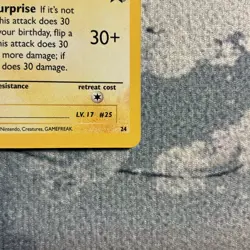 urprise If it's not
his attack does 30
your birthday, flip a
his attack does 30
more damage; if
does 30 damage.
30+
sistance
retreat cost
LV. 17 #25
Nintendo, Creatures, GAMEFREAK.
24